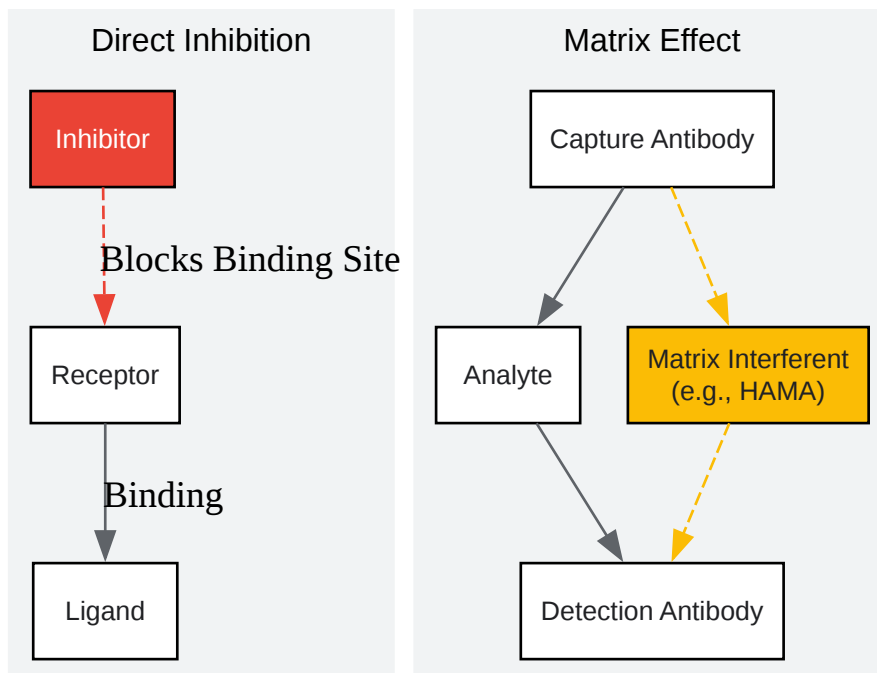 Direct Inhibition
Inhibitor
Blocks Binding Site
Receptor
Binding
Ligand
Matrix Effect
Capture Antibody
Analyte
Matrix Interferent
(e.g., HAMA)
Detection Antibody